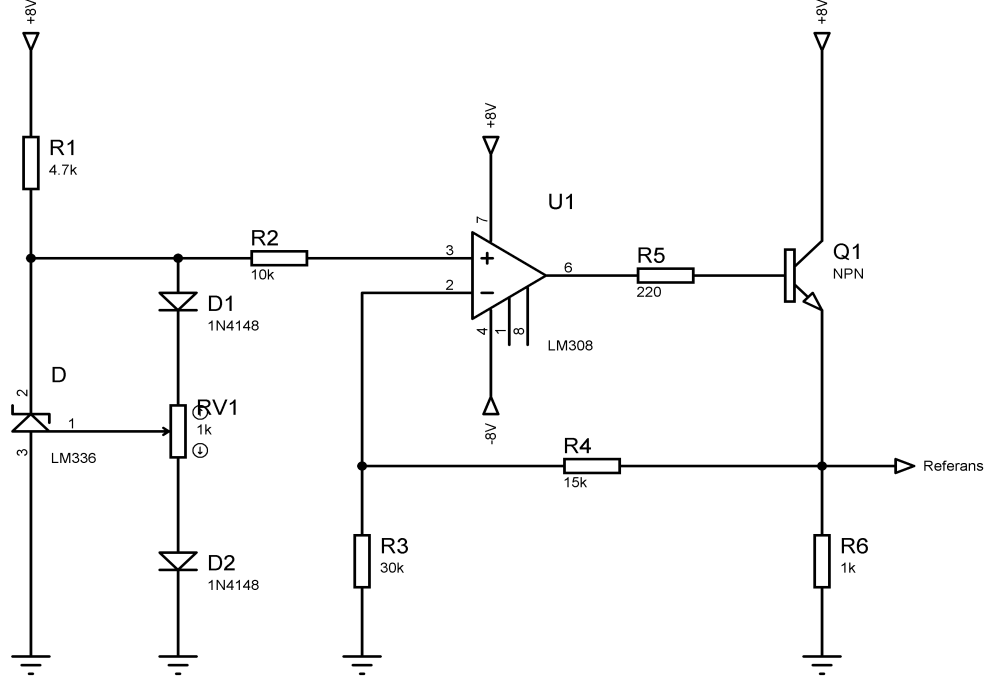 +8V
+8V
+8V
R1
4.7k
U1
7
R2
10k
3
+
2
−
6
4
1
8
LM308
-8V
R5
220
Q1
NPN
D1
1N4148
D
2
1
3
LM336
RV1
1k
R4
15k
Referans
R3
30k
R6
1k
D2
1N4148